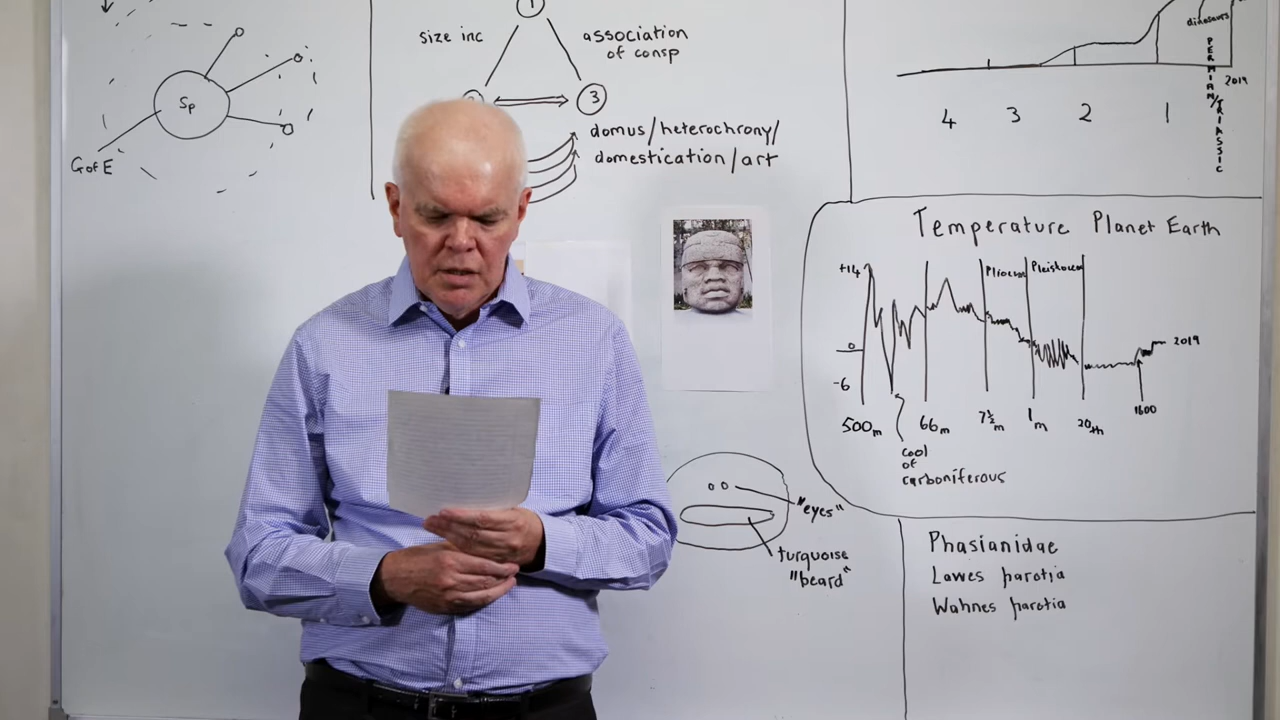 Sp
GofE
1
size inc
association
of consp
3
domus/heterochrony/
domestication/art
dinosaurs
PERMIAN/TRIASSIC
2019
4 3 2 1
Temperature Planet Earth
+14
Pliocene
Pleistocene
0
2019
-6
500m
66m
7½m
1m
20th
1600
cool
of
carboniferous
"eyes"
turquoise
"beard"
Phasianidae
Lawes parotia
Wahnes parotia